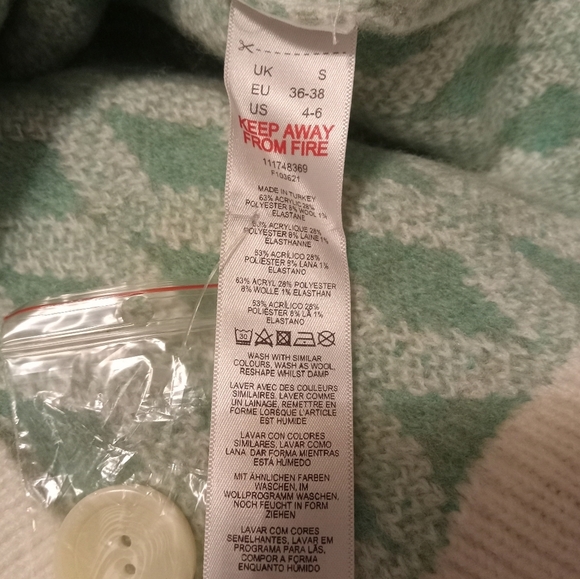 UK S
EU 36-38
US 4-6
KEEP AWAY
FROM FIRE
111748369
F103621
MADE IN TURKEY
63% ACRYLIC 28%
POLYESTER 8% WOOL 1%
ELASTANE
63% ACRYLIQUE 28%
POLYESTER 8% LAINE 1%
ELASTHANNE
63% ACRÍLICO 28%
POLIÉSTER 8% LANA 1%
ELASTANO
63% ACRYL 28% POLYESTER
8% WOLLE 1% ELASTHAN
63% ACRÍLICO 28%
POLIÉSTER 8% LÃ 1%
ELASTANO
30
WASH WITH SIMILAR
COLOURS, WASH AS WOOL.
RESHAPE WHILST DAMP
LAVER AVEC DES COULEURS
SIMILAIRES, LAVER COMME
UN LAINAGE, REMETTRE EN
FORME LORSQUE L'ARTICLE
EST HUMIDE
LAVAR CON COLORES
SIMILARES, LAVAR COMO
LANA. DAR FORMA MIENTRAS
ESTÁ HÚMEDO
MIT ÄHNLICHEN FARBEN
WASCHEN, IM
WOLLPROGRAMM WASCHEN,
NOCH FEUCHT IN FORM
ZIEHEN
LAVAR COM CORES
SEMELHANTES, LAVAR EM
PROGRAMA PARA LÃS,
COMPOR A FORMA
ENQUANTO HÚMIDO